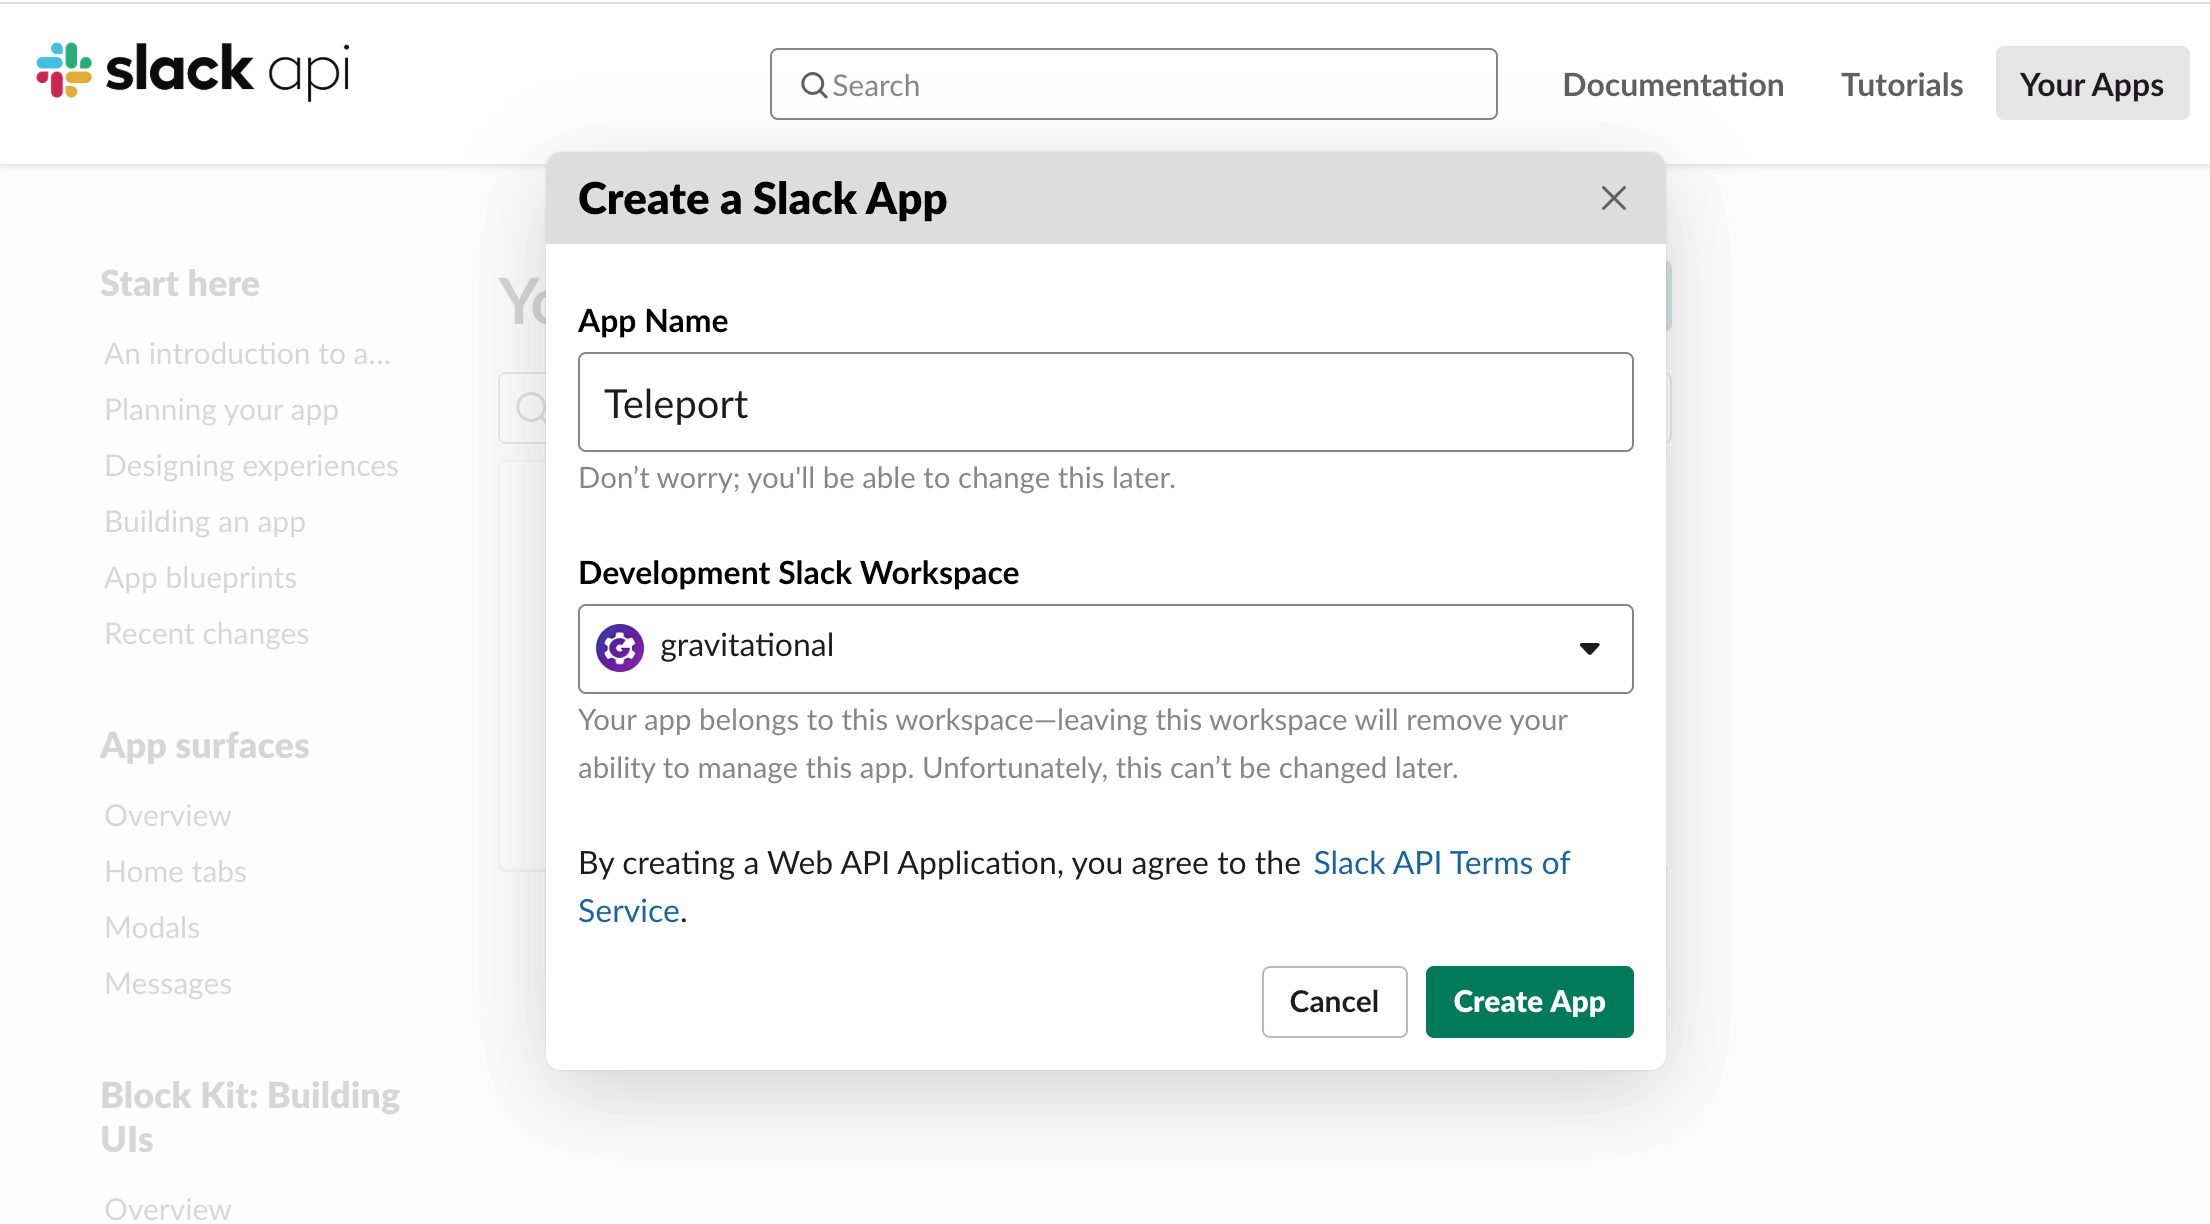 slack api
Search
Documentation
Tutorials
Your Apps
Create a Slack App
Start here
An introduction to a...
Planning your app
Designing experiences
Building an app
App blueprints
Recent changes
App surfaces
Overview
Home tabs
Modals
Messages
Block Kit: Building
UIs
Overview
Yo
App Name
Teleport
Don’t worry; you'll be able to change this later.
Development Slack Workspace
gravitational
Your app belongs to this workspace—leaving this workspace will remove your
ability to manage this app. Unfortunately, this can’t be changed later.
By creating a Web API Application, you agree to the Slack API Terms of
Service.
Cancel
Create App